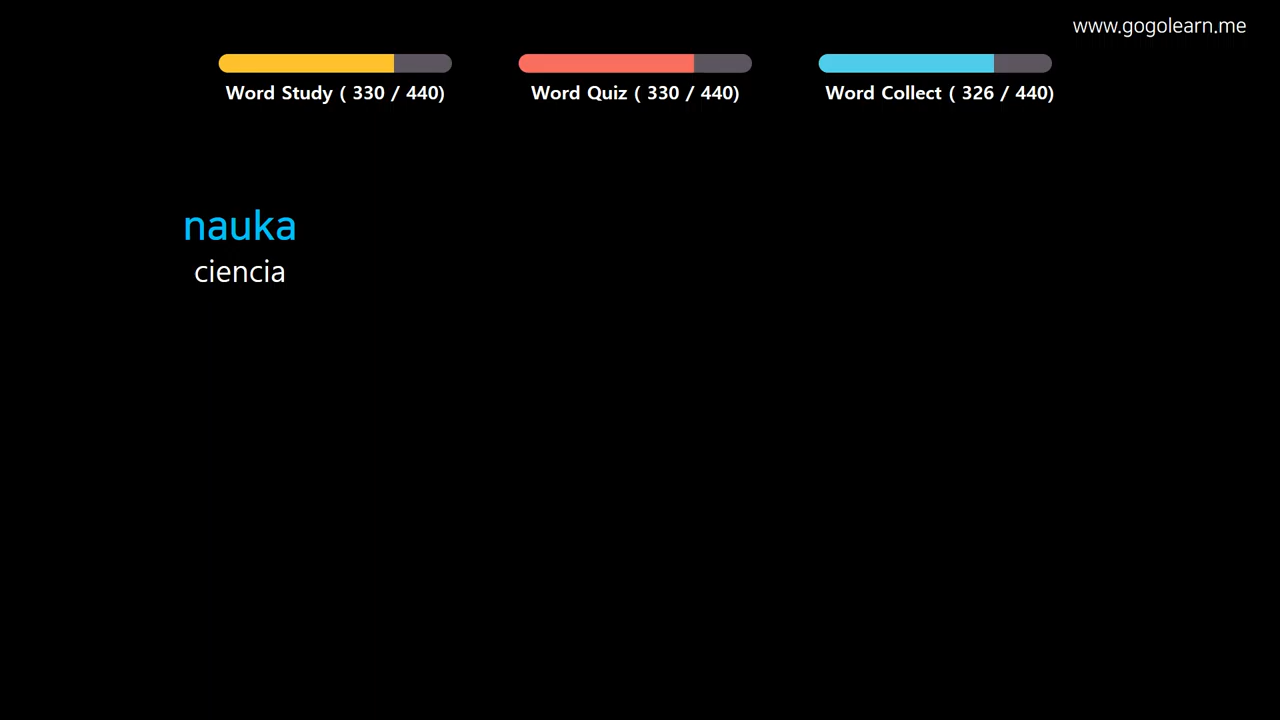 www.gogolearn.me
Word Study ( 330 / 440)
Word Quiz ( 330 / 440)
Word Collect ( 326 / 440)
nauka
ciencia